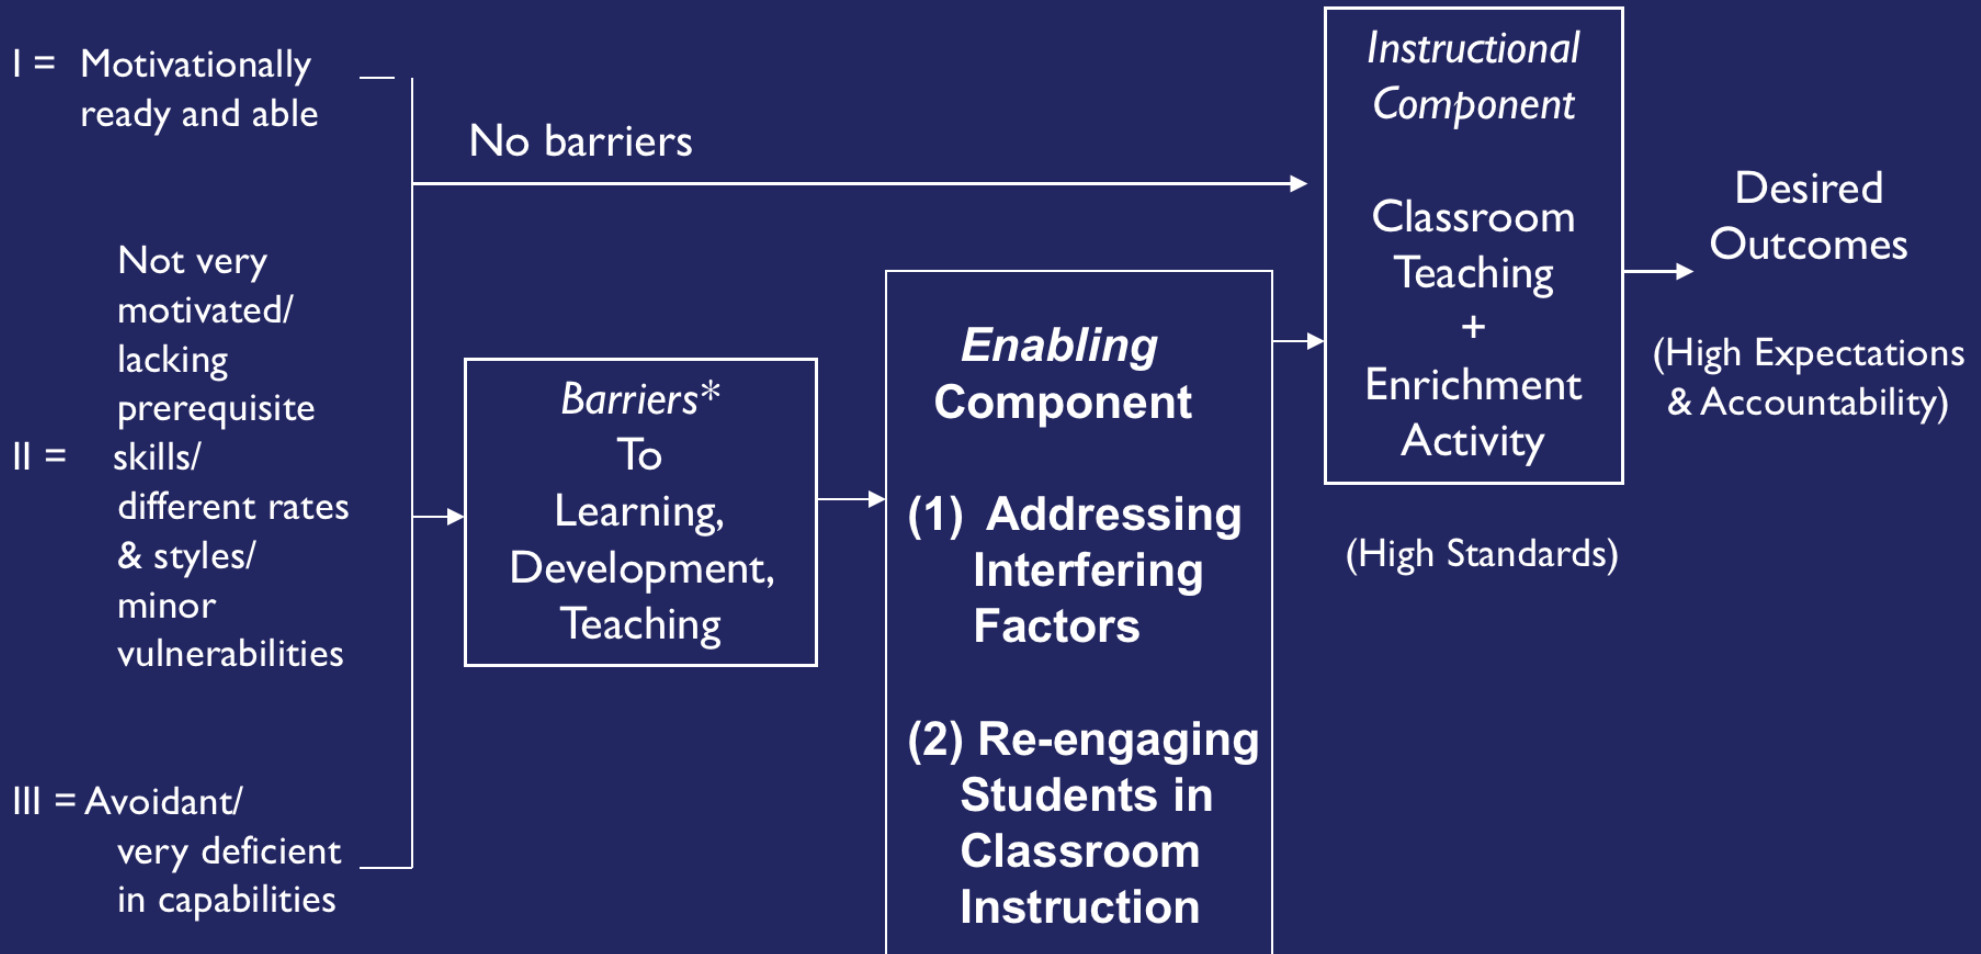 I = Motivationally
ready and able
Not very
motivated/
lacking
prerequisite
II = skills/
different rates
& styles/
minor
vulnerabilities
III = Avoidant/
very deficient
in capabilities
No barriers
Barriers*
To
Learning,
Development,
Teaching
Enabling
Component
(1) Addressing
Interfering
Factors
(2) Re-engaging
Students in
Classroom
Instruction
Instructional
Component
Classroom
Teaching
+
Enrichment
Activity
(High Standards)
Desired
Outcomes
(High Expectations
& Accountability)